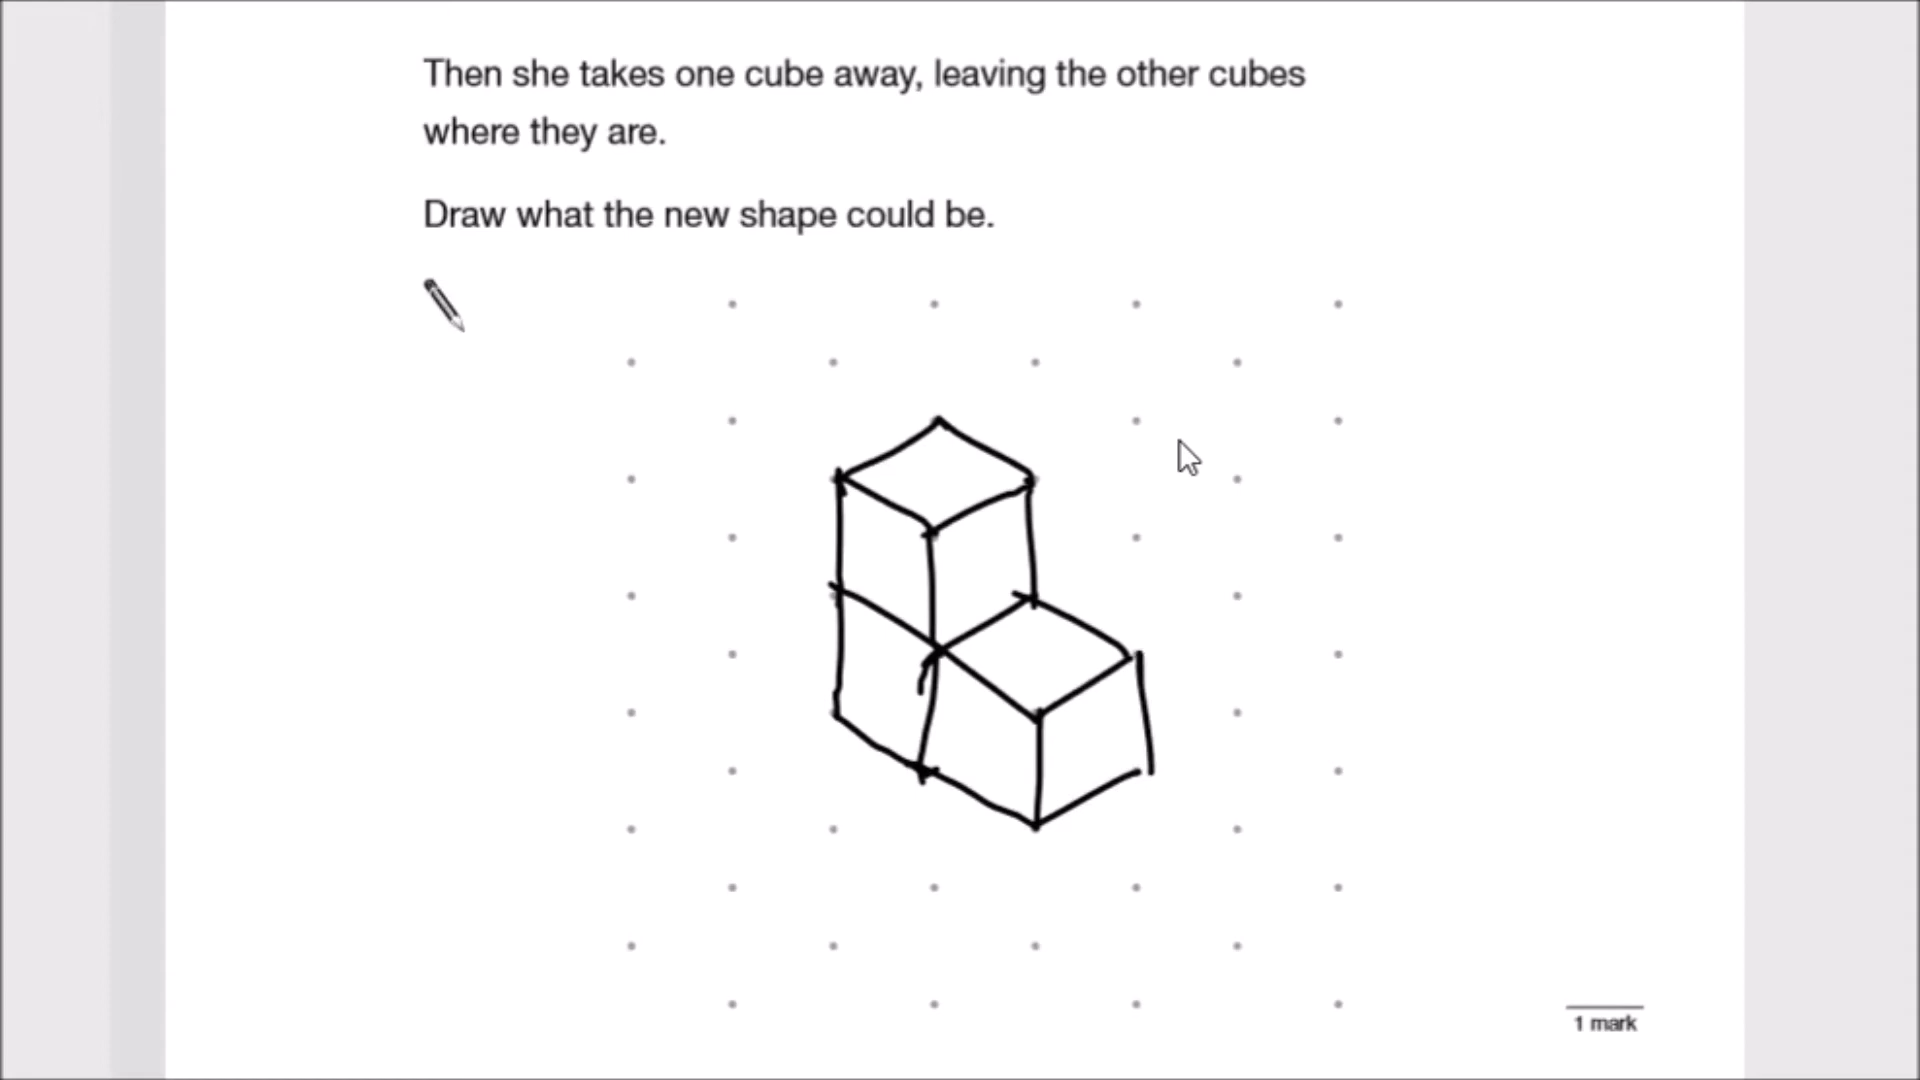 Then she takes one cube away, leaving the other cubes
where they are.
Draw what the new shape could be.
1 mark